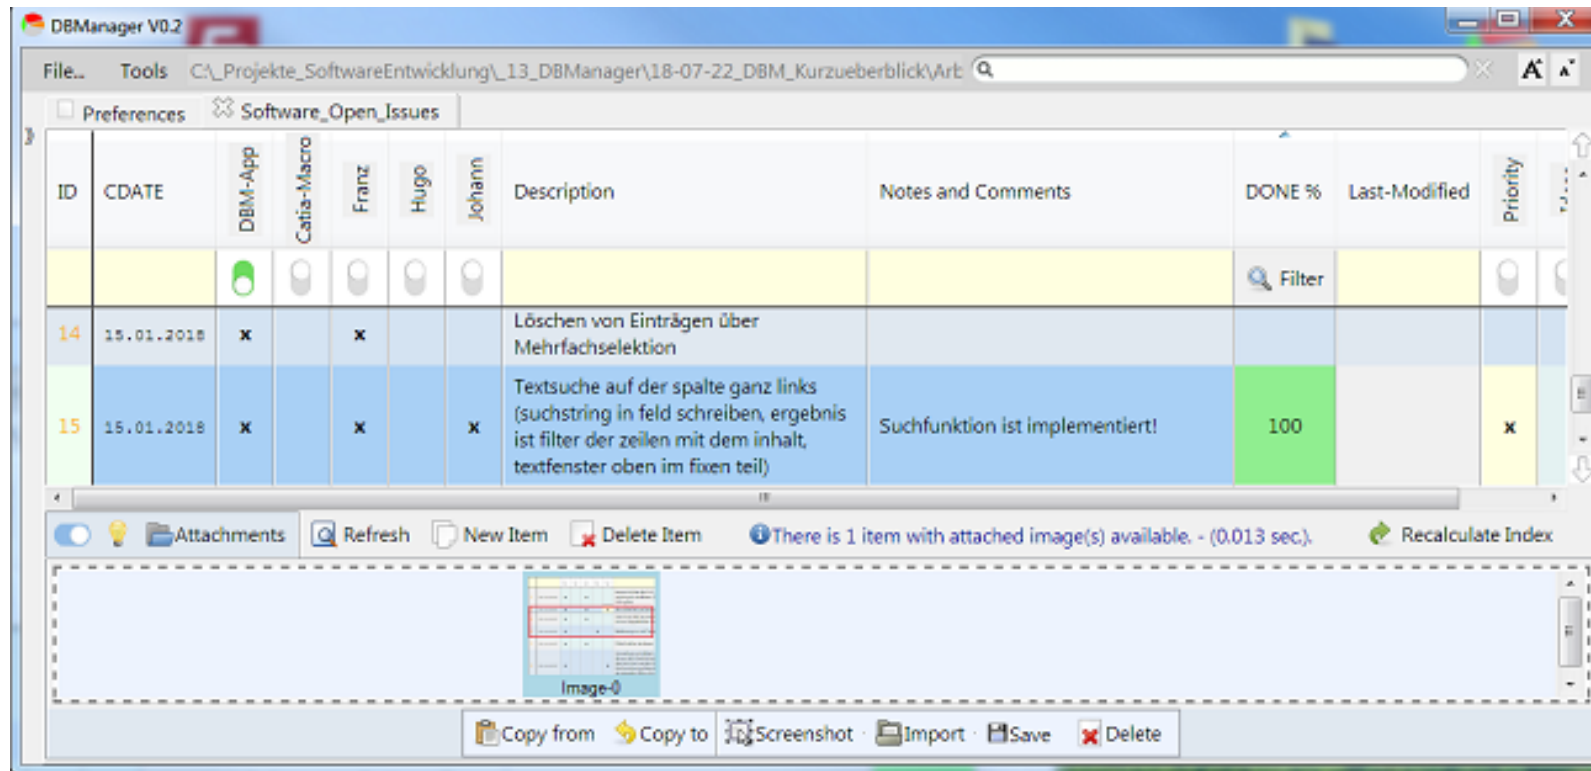 DBManager V0.2
File... Tools C:\_Projekte_SoftwareEntwicklung\_13_DBManager\18-07-22_DBM_Kurzueberblick\Art
Preferences Software_Open_Issues
ID CDATE DBM-App Catia-Macro Franz Hugo Johann Description Notes and Comments DONE % Last-Modified Priority
Filter
14 15.01.2018 x x Löschen von Einträgen über
Mehrfachselektion
15 15.01.2018 x x x Textsuche auf der spalte ganz links
(suchstring in feld schreiben, ergebnis
ist filter der zeilen mit dem inhalt,
textfenster oben im fixen teil)
Suchfunktion ist implementiert! 100 x
Attachments Refresh New Item Delete Item There is 1 item with attached image(s) available. - (0.013 sec.). Recalculate Index
Image-0
Copy from Copy to Screenshot Import Save Delete